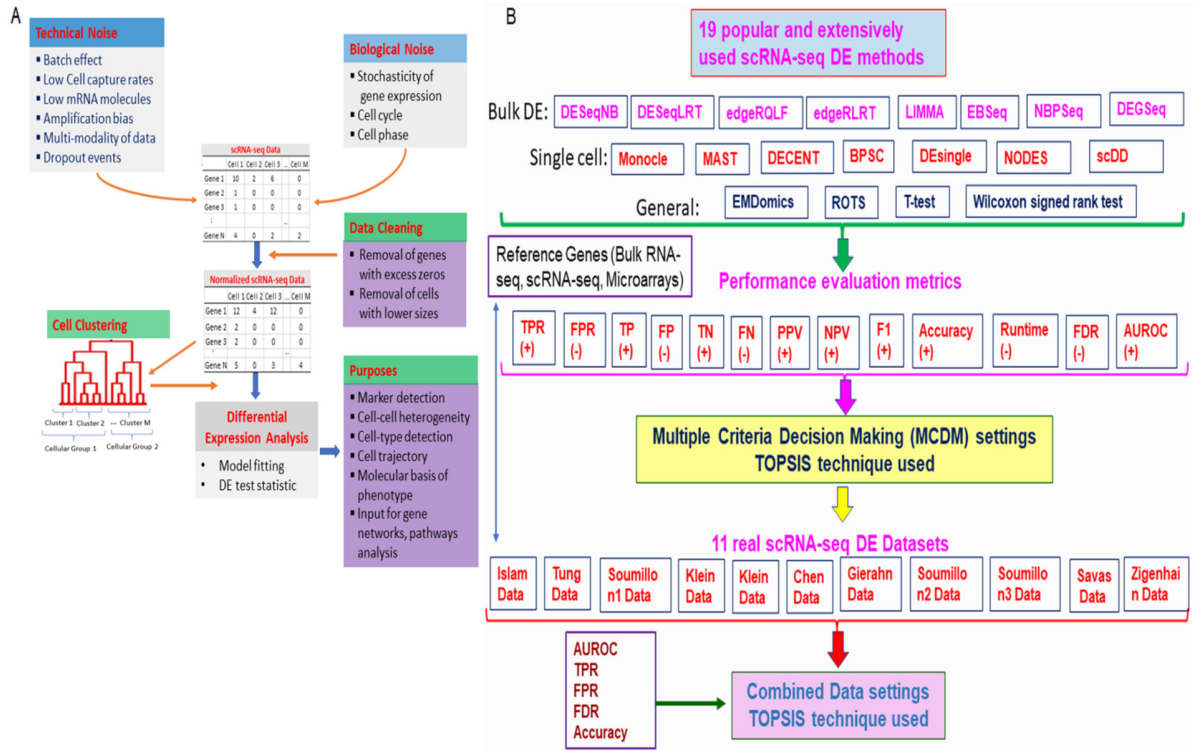 A
Technical Noise
▪ Batch effect
▪ Low Cell capture rates
▪ Low mRNA molecules
▪ Amplification bias
▪ Multi-modality of data
▪ Dropout events
Biological Noise
▪ Stochasticity of
gene expression
▪ Cell cycle
▪ Cell phase
scRNA-seq Data
Cell 1 Cell 2 Cell 3 ... Cell M
Gene 1 10 2 6 0
Gene 2 1 0 0 0
Gene 3 1 0 0 0
...
Gene N 4 0 2 2
Data Cleaning
▪ Removal of genes
with excess zeros
▪ Removal of cells
with lower sizes
Normalized scRNA-seq Data
Cell 1 Cell 2 Cell 3 ... Cell M
Gene 1 12 4 12 0
Gene 2 2 0 0 0
Gene 3 2 0 0 0
...
Gene N 5 0 3 4
Cell Clustering
Cluster 1 Cluster 2 ... Cluster M
Cellular Group 1 Cellular Group 2
Differential
Expression Analysis
• Model fitting
• DE test statistic
Purposes
▪ Marker detection
▪ Cell-cell heterogeneity
▪ Cell-type detection
▪ Cell trajectory
▪ Molecular basis of
phenotype
▪ Input for gene
networks, pathways
analysis
B
19 popular and extensively
used scRNA-seq DE methods
Bulk DE: DESeqNB DESeqLRT edgeRQLF edgeRLRT LIMMA EBSeq NBPSeq DEGSeq
Single cell: Monocle MAST DECENT BPSC DEsingle NODES scDD
General: EMDomics ROTS T-test Wilcoxon signed rank test
Reference Genes (Bulk RNA-
seq, scRNA-seq, Microarrays)
Performance evaluation metrics
TPR FPR TP FP TN FN PPV NPV F1 Accuracy Runtime FDR AUROC
(+) (-) (+) (-) (+) (-) (+) (+) (+) (+) (-) (-) (+)
Multiple Criteria Decision Making (MCDM) settings
TOPSIS technique used
11 real scRNA-seq DE Datasets
Islam Tung Soumillo Klein Klein Chen Gierahn Soumillo Soumillo Savas Zigenhai
Data Data n1 Data Data Data Data Data n2 Data n3 Data Data n Data
AUROC
TPR
FPR
FDR
Accuracy
Combined Data settings
TOPSIS technique used